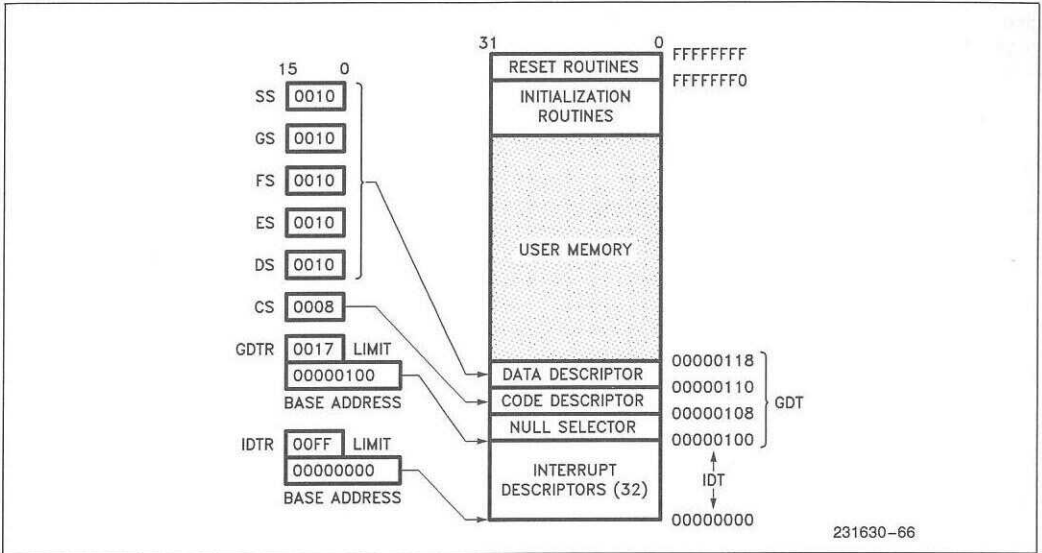 31 0
FFFFFFFF
RESET ROUTINES
FFFFFFF0
INITIALIZATION
ROUTINES
15 0
SS 0010
GS 0010
FS 0010
ES 0010
DS 0010
CS 0008
GDTR 0017 LIMIT
00000100
BASE ADDRESS
IDTR 00FF LIMIT
00000000
BASE ADDRESS
USER MEMORY
00000118
DATA DESCRIPTOR
00000110
CODE DESCRIPTOR
00000108
NULL SELECTOR
00000100
GDT
INTERRUPT
DESCRIPTORS (32)
IDT
00000000
231630-66